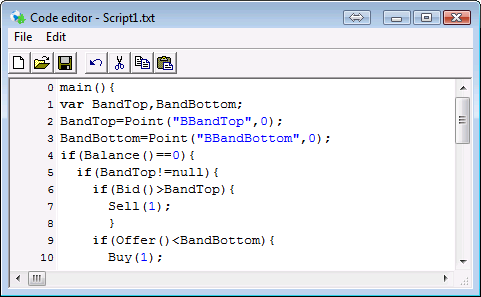 Code editor - Script1.txt
File Edit
0 main(){
1 var BandTop,BandBottom;
2 BandTop=Point("BBandTop",0);
3 BandBottom=Point("BBandBottom",0);
4 if(Balance()==0){
5 if(BandTop!=null){
6 if(Bid()>BandTop){
7 Sell(1);
8 }
9 if(Offer()<BandBottom){
10 Buy(1);